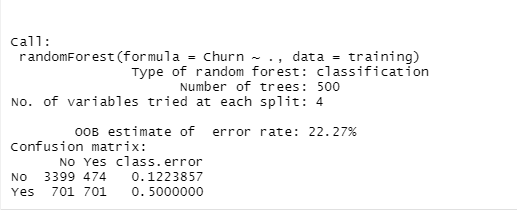 Call:
randomForest(formula = Churn ~ ., data = training)
Type of random forest: classification
Number of trees: 500
No. of variables tried at each split: 4
OOB estimate of error rate: 22.27%
Confusion matrix:
No Yes class.error
No 3399 474 0.1223857
Yes 701 701 0.5000000